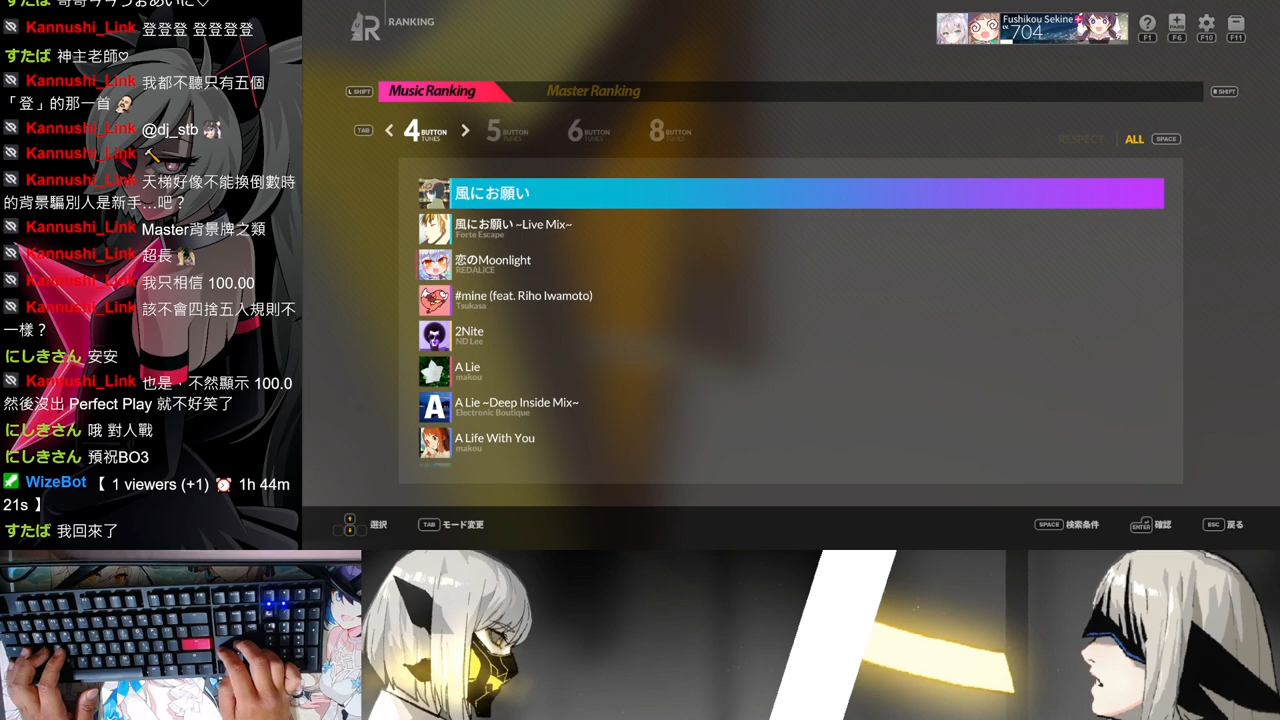 すたば
Kannushi_Link 登登登 登登登登
すたば 神主老師♡
Kannushi_Link 我都不聽只有五個
「登」的那一首
Kannushi_Link @dj_stb
Kannushi_Link
Kannushi_Link 天梯好像不能換倒數時
的背景騙別人是新手…吧？
Kannushi_Link Master背景牌之類
Kannushi_Link 超長
Kannushi_Link 我只相信 100.00
Kannushi_Link 該不會四捨五入規則不
一樣？
にしきさん 安安
Kannushi_Link 也是，不然顯示 100.0
然後沒出 Perfect Play 就不好笑了
にしきさん 哦 對人戰
にしきさん 預祝BO3
WizeBot 【 1 viewers (+1) ⏰ 1h 44m
21s 】
すたば 我回來了
R RANKING
Fushikou Sekine
LV. 704
F1 F6 F10 F11
L SHIFT Music Ranking Master Ranking R SHIFT
TAB 4 BUTTON TUNES 5 BUTTON TUNES 6 BUTTON TUNES 8 BUTTON TUNES
RESPECT ALL SPACE
風にお願い
風にお願い ~Live Mix~
Forte Escape
恋のMoonlight
REDALiCE
#mine (feat. Riho Iwamoto)
Tsukasa
2Nite
ND Lee
A Lie
makou
A Lie ~Deep Inside Mix~
Electronic Boutique
A Life With You
makou
選択 TAB モード変更 SPACE 検索条件 ENTER 確認 ESC 戻る